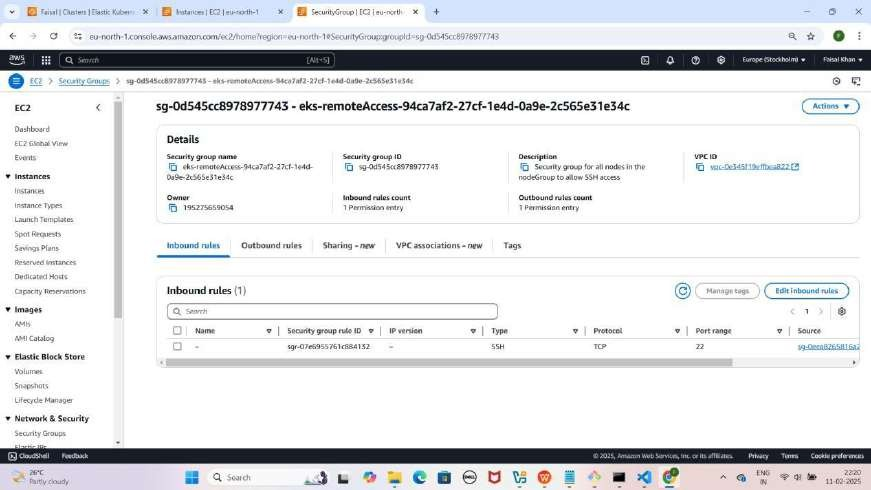 Faisal | Clusters | Elastic Kubern
Instances | EC2 | eu-north-1
SecurityGroup | EC2 | eu-north-
eu-north-1.console.aws.amazon.com/ec2/home?region=eu-north-1#SecurityGroup:groupId=sg-0d545cc8978977743
aws
Search
[Alt+S]
Europe (Stockholm)
Faisal Khan
EC2
Security Groups
sg-0d545cc8978977743 - eks-remoteAccess-94ca7af2-27cf-1e4d-0a9e-2c565e31e34c
EC2
Dashboard
EC2 Global View
Events
Instances
Instances
Instance Types
Launch Templates
Spot Requests
Savings Plans
Reserved Instances
Dedicated Hosts
Capacity Reservations
Images
AMIs
AMI Catalog
Elastic Block Store
Volumes
Snapshots
Lifecycle Manager
Network & Security
Security Groups
Elastic IPs
sg-0d545cc8978977743 - eks-remoteAccess-94ca7af2-27cf-1e4d-0a9e-2c565e31e34c
Actions
Details
Security group name
eks-remoteAccess-94ca7af2-27cf-1e4d-
0a9e-2c565e31e34c
Security group ID
sg-0d545cc8978977743
Description
Security group for all nodes in the
nodeGroup to allow SSH access
VPC ID
vpc-0e345f19effbea822
Owner
195275659054
Inbound rules count
1 Permission entry
Outbound rules count
1 Permission entry
Inbound rules
Outbound rules
Sharing - new
VPC associations - new
Tags
Inbound rules (1)
Manage tags
Edit inbound rules
Search
1
Name
Security group rule ID
IP version
Type
Protocol
Port range
Source
–
sgr-07e6955761c884132
–
SSH
TCP
22
sg-0eea8265816a2
CloudShell
Feedback
© 2025, Amazon Web Services, Inc. or its affiliates.
Privacy
Terms
Cookie preferences
26°C
Partly cloudy
Search
ENG
IN
22:20
11-02-2025